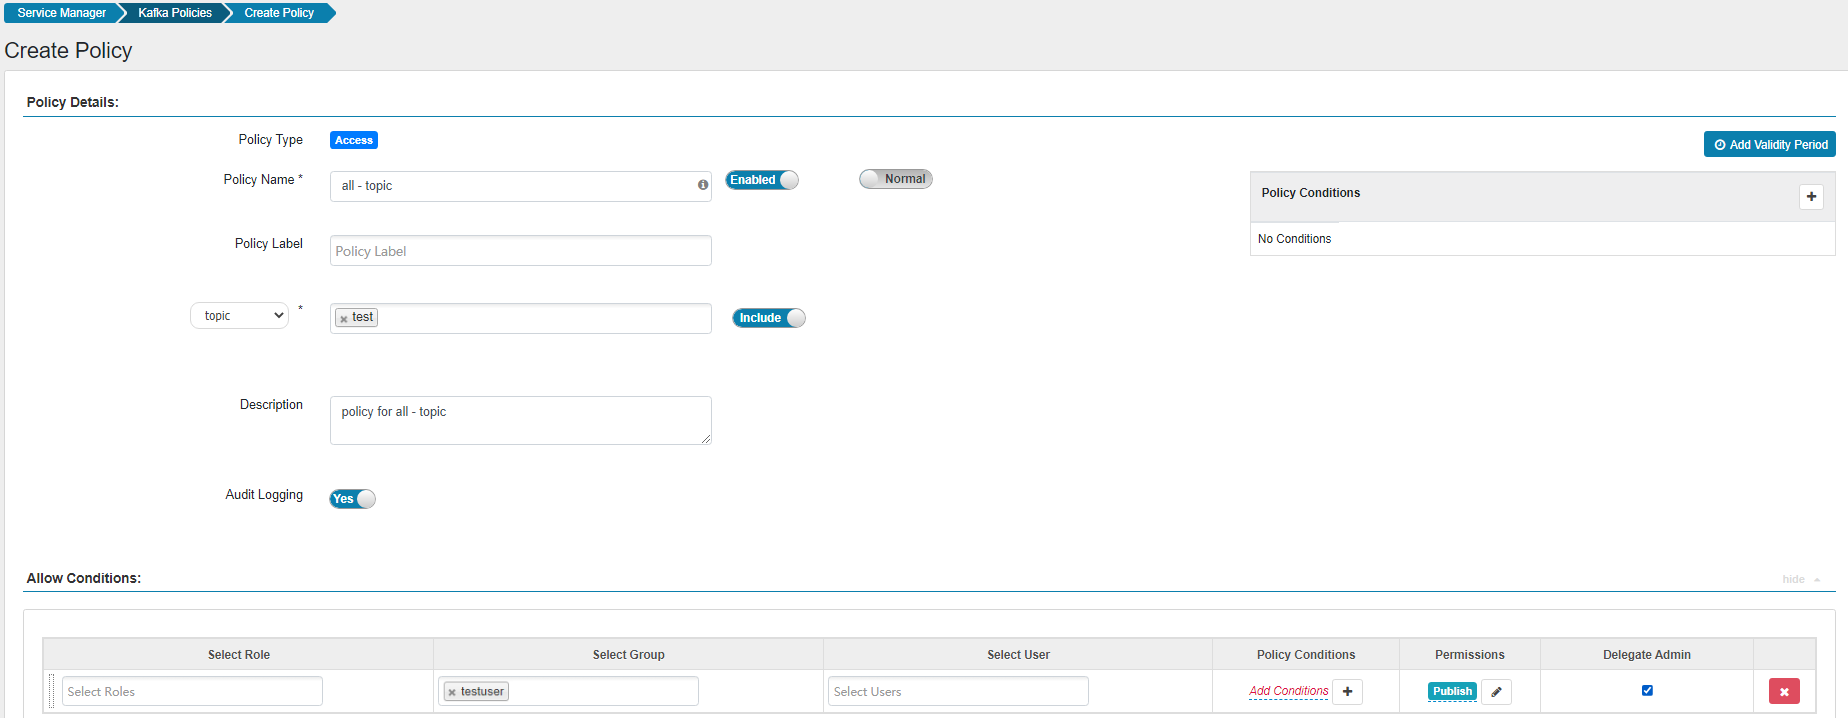 Service Manager Kafka Policies Create Policy
Create Policy
Policy Details:
Policy Type Access
Add Validity Period
Policy Name * all - topic Enabled Normal
Policy Conditions
No Conditions
Policy Label Policy Label
topic * test Include
Description policy for all - topic
Audit Logging Yes
Allow Conditions:
hide
Select Role Select Group Select User Policy Conditions Permissions Delegate Admin
Select Roles testuser Select Users Add Conditions Publish